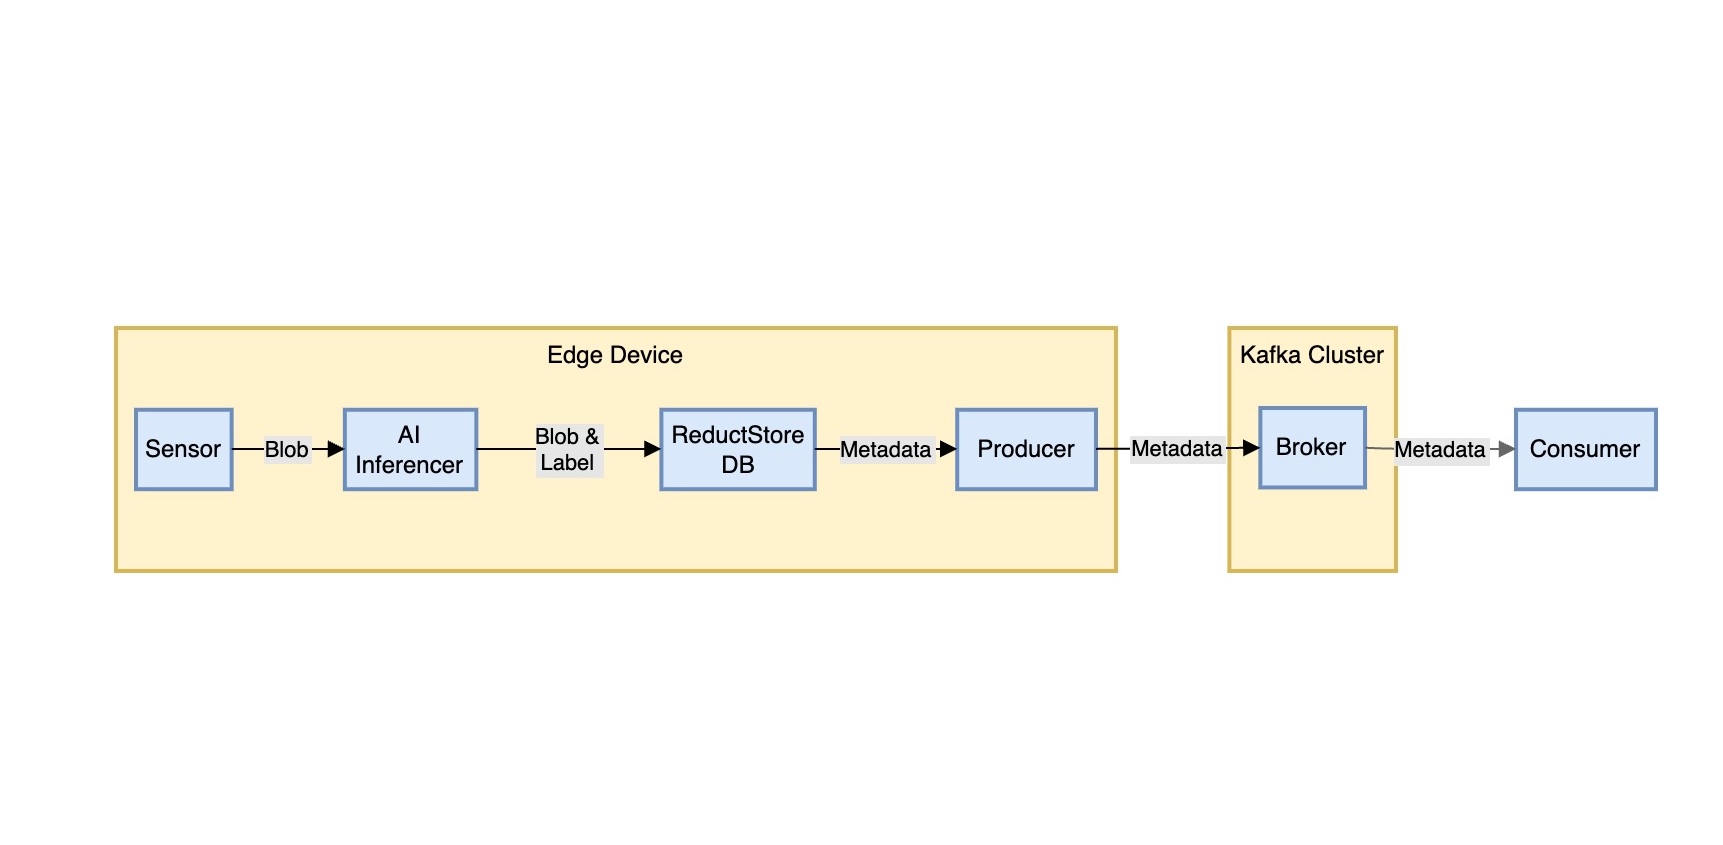 Edge Device
Kafka Cluster
Sensor
Blob
AI
Inferencer
Blob &
Label
ReductStore
DB
Metadata
Producer
Metadata
Broker
Metadata
Consumer